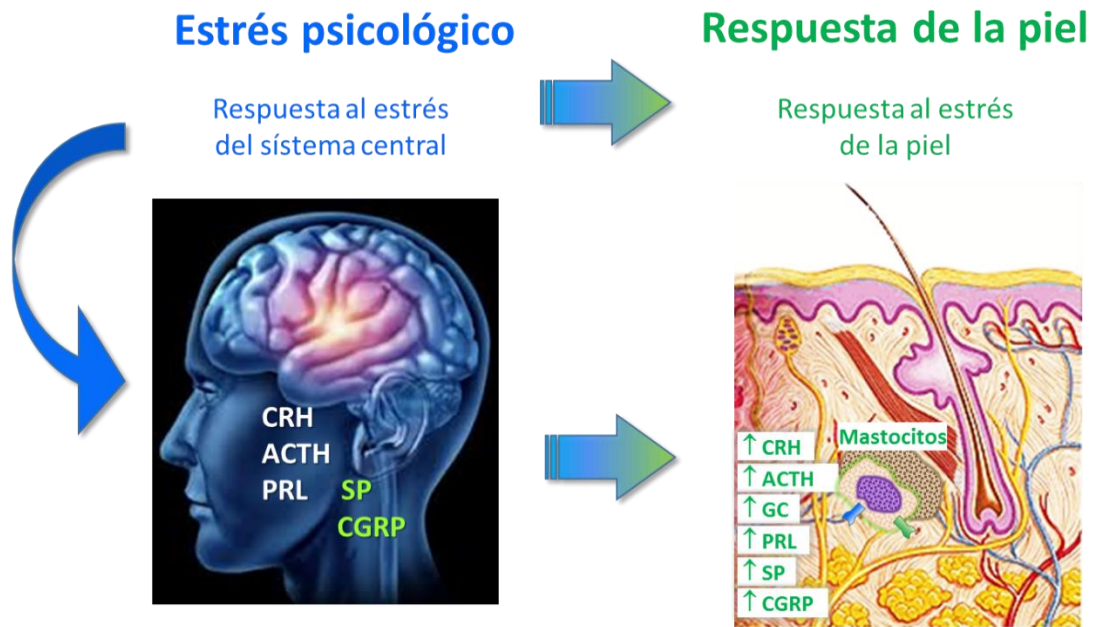 Estrés psicológico
Respuesta al estrés
del sístema central
CRH
ACTH
PRL
SP
CGRP
Respuesta de la piel
Respuesta al estrés
de la piel
Mastocitos
↑ CRH
↑ ACTH
↑ GC
↑ PRL
↑ SP
↑ CGRP